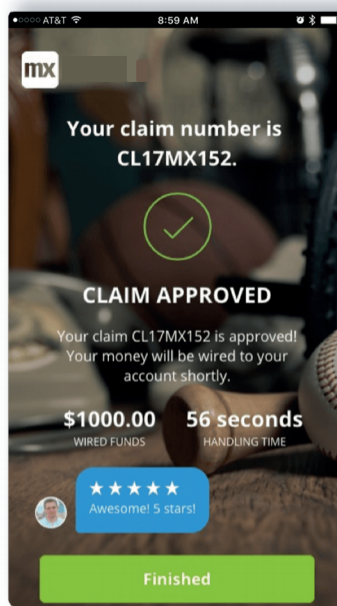 AT&T 8:59 AM
mx
Your claim number is
CL17MX152.
CLAIM APPROVED
Your claim CL17MX152 is approved!
Your money will be wired to your
account shortly.
$1000.00 56 seconds
WIRED FUNDS HANDLING TIME
Awesome! 5 stars!
Finished